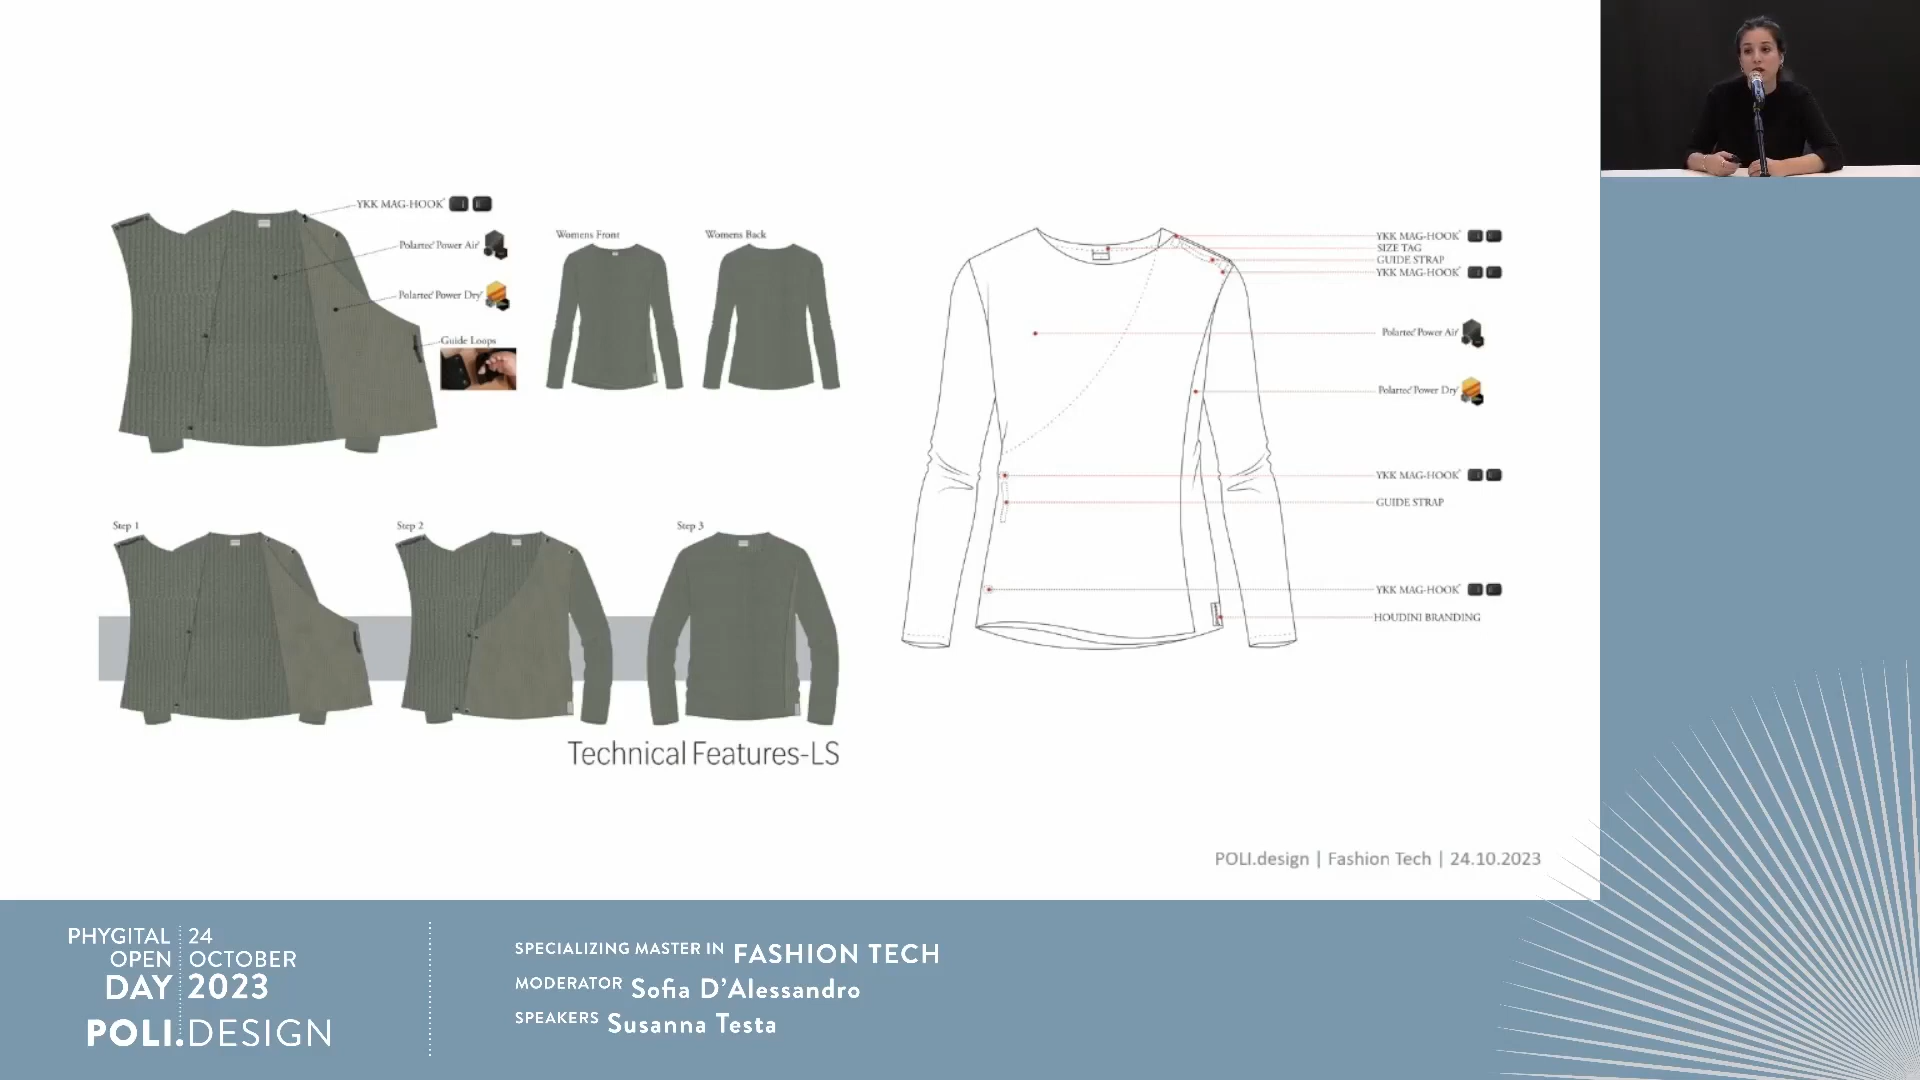 YKK MAG-HOOK®
Polartec® Power Air™
Polartec® Power Dry®
Guide Loops
Womens Front
Womens Back
Step 1
Step 2
Step 3
Technical Features-LS
YKK MAG-HOOK®
SIZE TAG
GUIDE STRAP
YKK MAG-HOOK®
Polartec® Power Air™
Polartec® Power Dry®
YKK MAG-HOOK®
GUIDE STRAP
YKK MAG-HOOK®
HOUDINI BRANDING
POLI.design | Fashion Tech | 24.10.2023
PHYGITAL
OPEN
DAY
24
OCTOBER
2023
POLI.DESIGN
SPECIALIZING MASTER IN FASHION TECH
MODERATOR Sofia D'Alessandro
SPEAKERS Susanna Testa